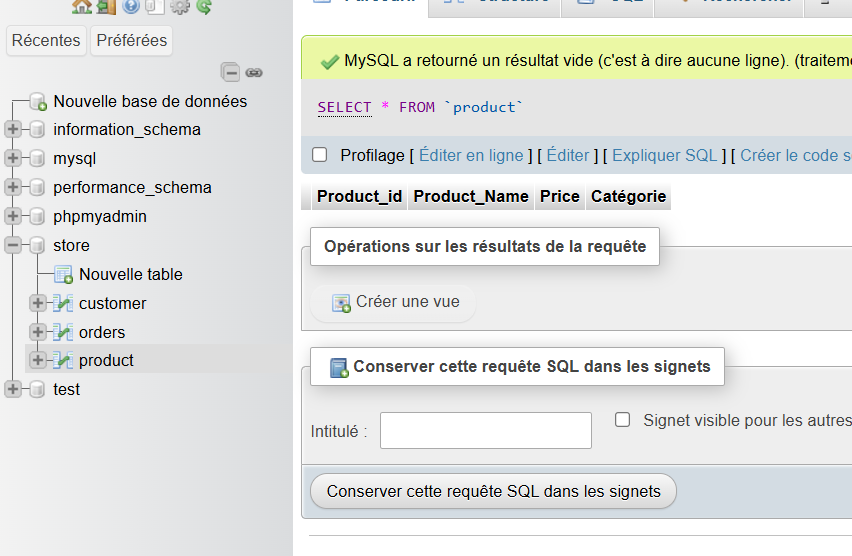 Récentes Préférées
Nouvelle base de données
information_schema
mysql
performance_schema
phpmyadmin
store
Nouvelle table
customer
orders
product
test
MySQL a retourné un résultat vide (c'est à dire aucune ligne). (traiteme
SELECT * FROM `product`
Profilage [ Éditer en ligne ] [ Éditer ] [ Expliquer SQL ] [ Créer le code s
Product_id Product_Name Price Catégorie
Opérations sur les résultats de la requête
Créer une vue
Conserver cette requête SQL dans les signets
Intitulé :
Signet visible pour les autres
Conserver cette requête SQL dans les signets